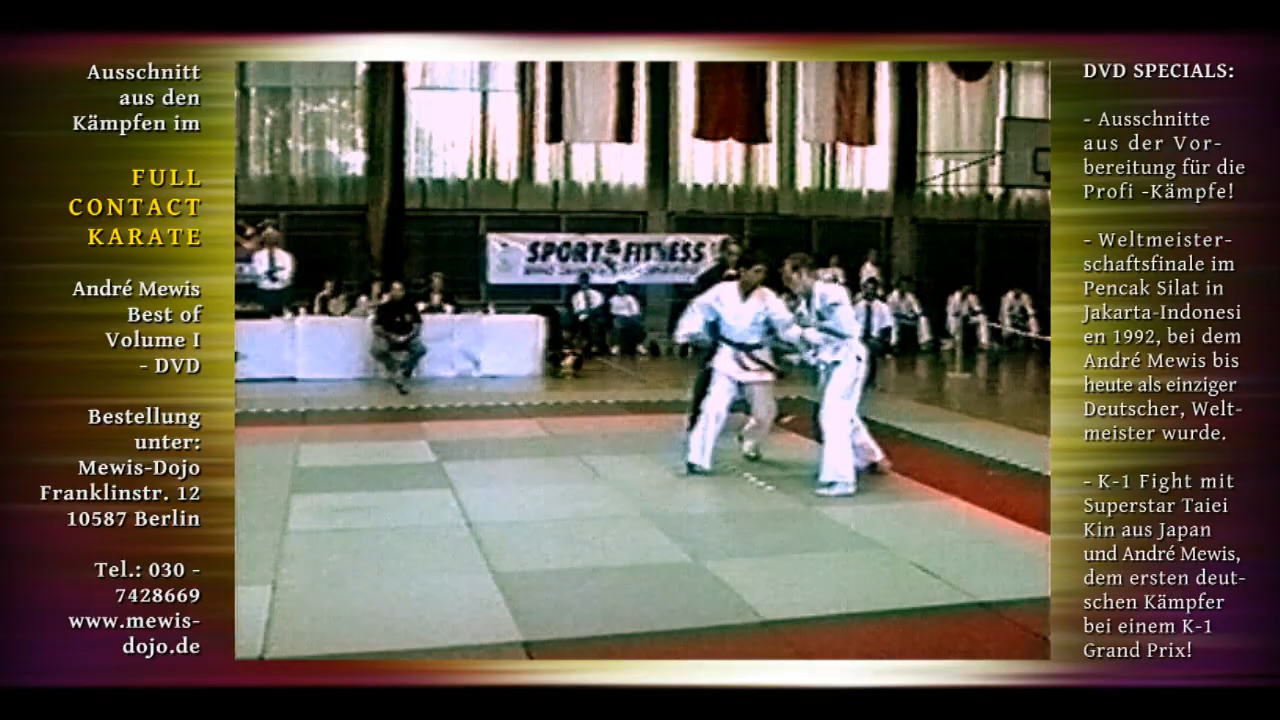 Ausschnitt
aus den
Kämpfen im
FULL
CONTACT
KARATE
André Mewis
Best of
Volume I
- DVD
Bestellung
unter:
Mewis-Dojo
Franklinstr. 12
10587 Berlin
Tel.: 030 -
7428669
www.mewis-
dojo.de
SPORT & FITNESS
DVD SPECIALS:
- Ausschnitte
aus der Vor-
bereitung für die
Profi -Kämpfe!
- Weltmeister-
schaftsfinale im
Pencak Silat in
Jakarta-Indonesi
en 1992, bei dem
André Mewis bis
heute als einziger
Deutscher, Welt-
meister wurde.
- K-1 Fight mit
Superstar Taiei
Kin aus Japan
und André Mewis,
dem ersten deut-
schen Kämpfer
bei einem K-1
Grand Prix!